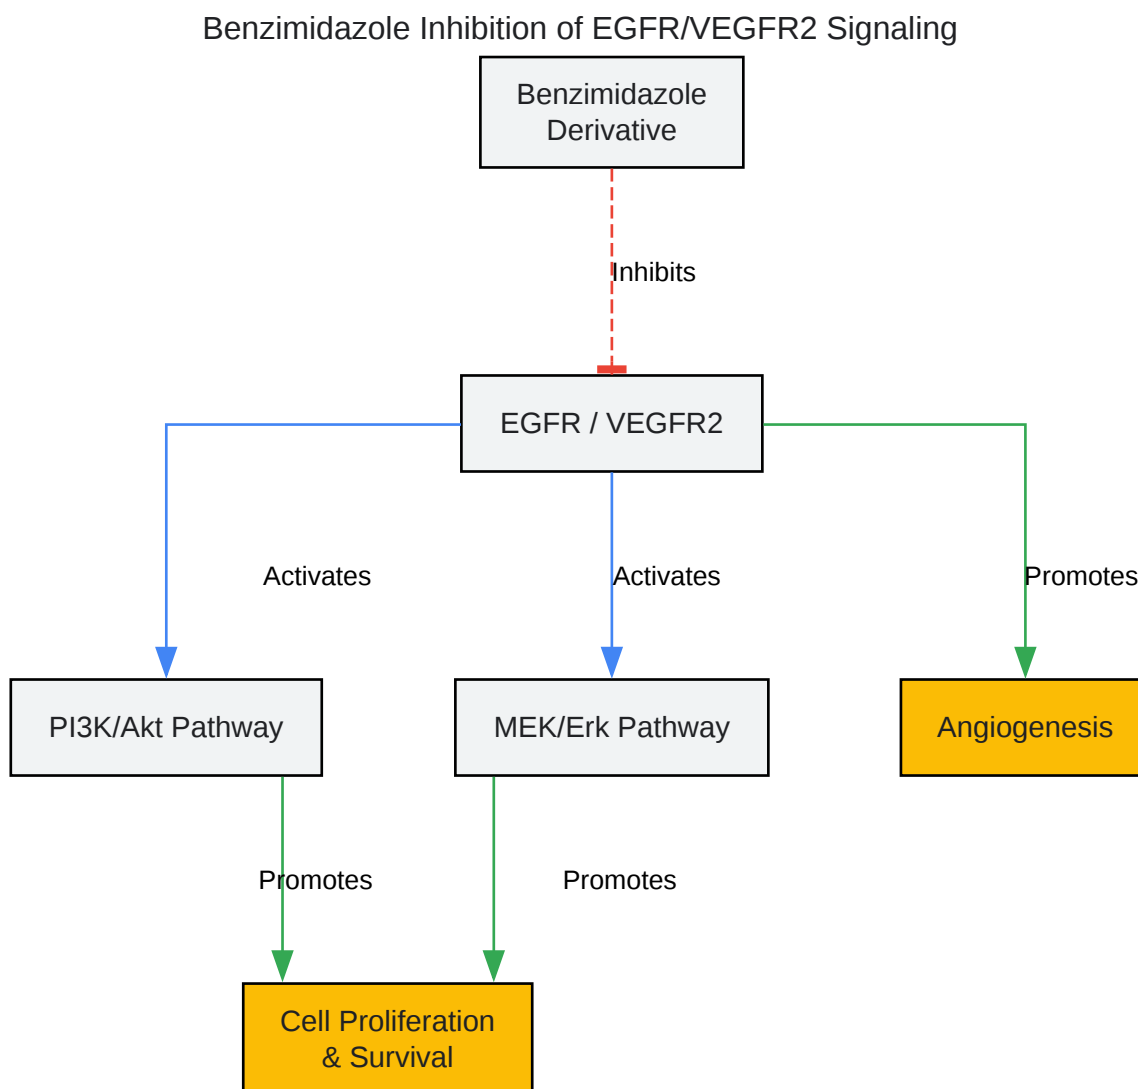 Benzimidazole Inhibition of EGFR/VEGFR2 Signaling
Benzimidazole
Derivative
Inhibits
EGFR / VEGFR2
Activates
Activates
Promotes
PI3K/Akt Pathway
MEK/Erk Pathway
Angiogenesis
Promotes
Promotes
Cell Proliferation
& Survival